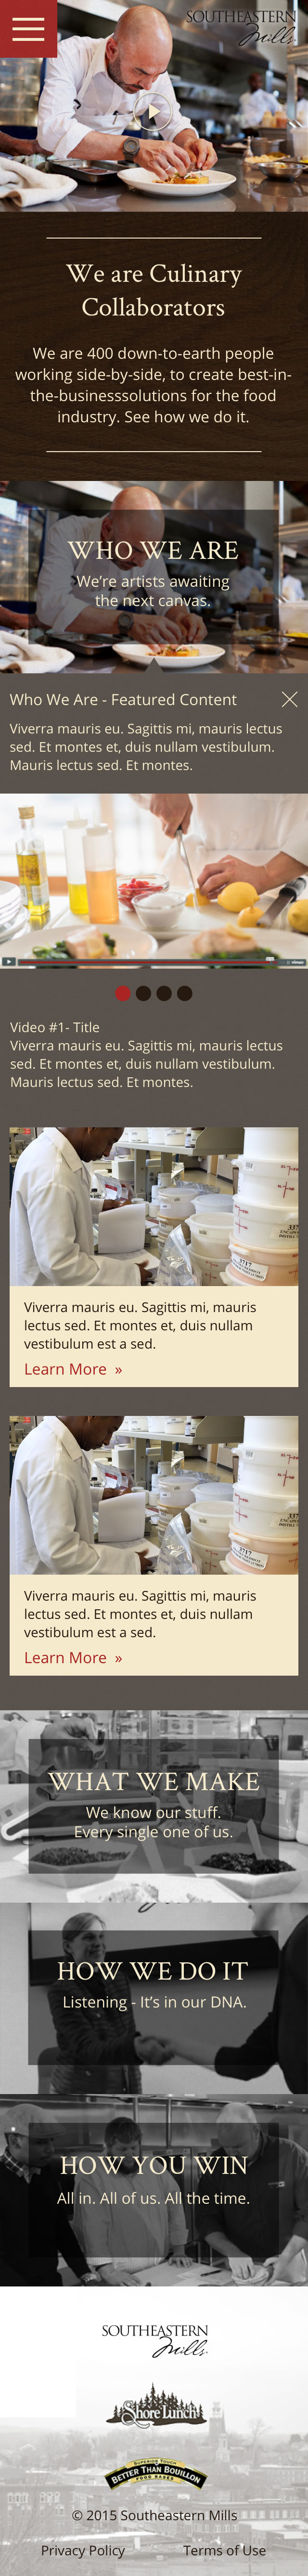 SOUTHEASTERN
Mills
We are Culinary
Collaborators
We are 400 down-to-earth people
working side-by-side, to create best-in-
the-businesssolutions for the food
industry. See how we do it.
WHO WE ARE
We're artists awaiting
the next canvas.
Who We Are - Featured Content
Viverra mauris eu. Sagittis mi, mauris lectus
sed. Et montes et, duis nullam vestibulum.
Mauris lectus sed. Et montes.
vimeo
Video #1- Title
Viverra mauris eu. Sagittis mi, mauris lectus
sed. Et montes et, duis nullam vestibulum.
Mauris lectus sed. Et montes.
3717
Viverra mauris eu. Sagittis mi, mauris
lectus sed. Et montes et, duis nullam
vestibulum est a sed.
Learn More »
3717
Viverra mauris eu. Sagittis mi, mauris
lectus sed. Et montes et, duis nullam
vestibulum est a sed.
Learn More »
WHAT WE MAKE
We know our stuff.
Every single one of us.
HOW WE DO IT
Listening - It's in our DNA.
HOW YOU WIN
All in. All of us. All the time.
SOUTHEASTERN
Mills
Shore Lunch
SUPERIOR TOUCH
BETTER THAN BOUILLON
FOOD BASES
© 2015 Southeastern Mills
Privacy Policy Terms of Use